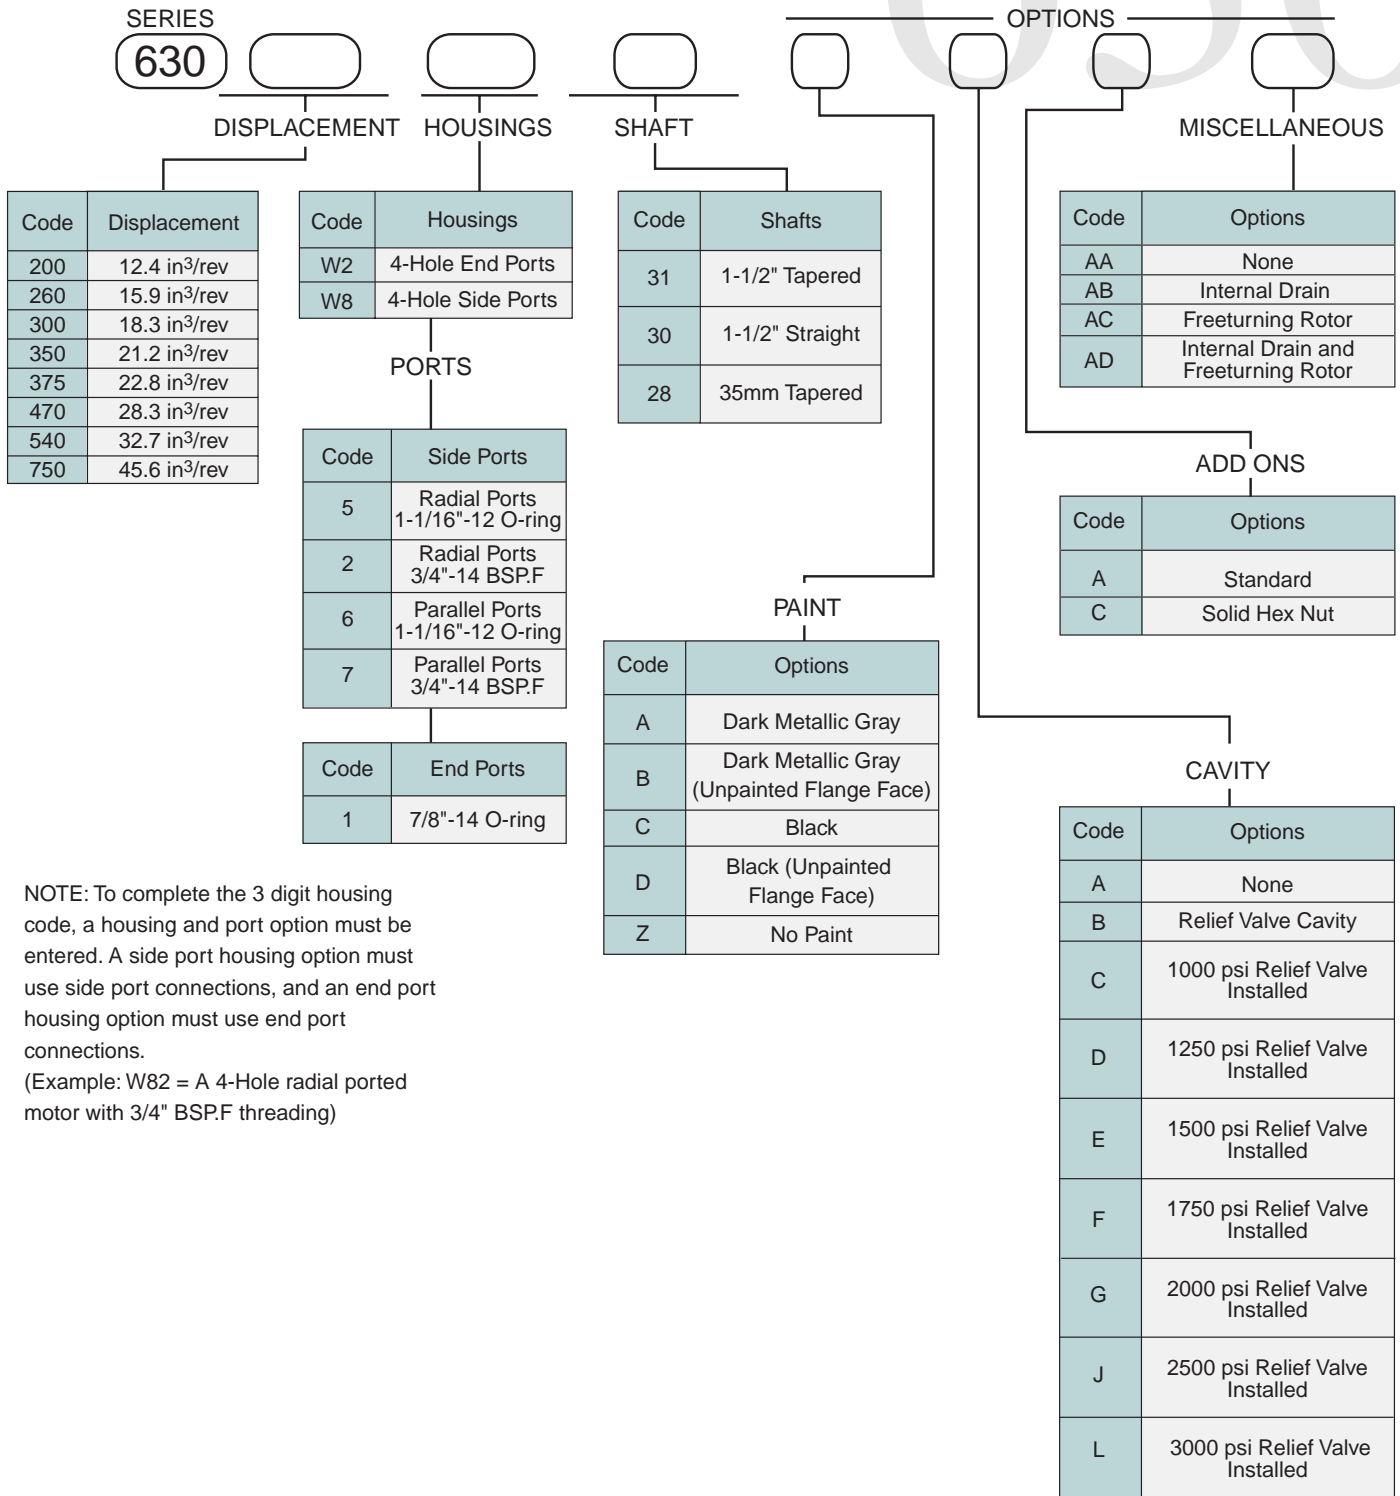 SERIES
OPTIONS
630
630
DISPLACEMENT
HOUSINGS
SHAFT
MISCELLANEOUS
Code Displacement
200 12.4 in3/rev
260 15.9 in3/rev
300 18.3 in3/rev
350 21.2 in3/rev
375 22.8 in3/rev
470 28.3 in3/rev
540 32.7 in3/rev
750 45.6 in3/rev
Code Housings
W2 4-Hole End Ports
W8 4-Hole Side Ports
PORTS
Code Side Ports
5 Radial Ports
1-1/16"-12 O-ring
2 Radial Ports
3/4"-14 BSP.F
6 Parallel Ports
1-1/16"-12 O-ring
7 Parallel Ports
3/4"-14 BSP.F
Code End Ports
1 7/8"-14 O-ring
Code Shafts
31 1-1/2" Tapered
30 1-1/2" Straight
28 35mm Tapered
PAINT
Code Options
A Dark Metallic Gray
B Dark Metallic Gray
(Unpainted Flange Face)
C Black
D Black (Unpainted
Flange Face)
Z No Paint
Code Options
AA None
AB Internal Drain
AC Freeturning Rotor
AD Internal Drain and
Freeturning Rotor
ADD ONS
Code Options
A Standard
C Solid Hex Nut
CAVITY
Code Options
A None
B Relief Valve Cavity
C 1000 psi Relief Valve
Installed
D 1250 psi Relief Valve
Installed
E 1500 psi Relief Valve
Installed
F 1750 psi Relief Valve
Installed
G 2000 psi Relief Valve
Installed
J 2500 psi Relief Valve
Installed
L 3000 psi Relief Valve
Installed
NOTE: To complete the 3 digit housing
code, a housing and port option must be
entered. A side port housing option must
use side port connections, and an end port
housing option must use end port
connections.
(Example: W82 = A 4-Hole radial ported
motor with 3/4" BSP.F threading)